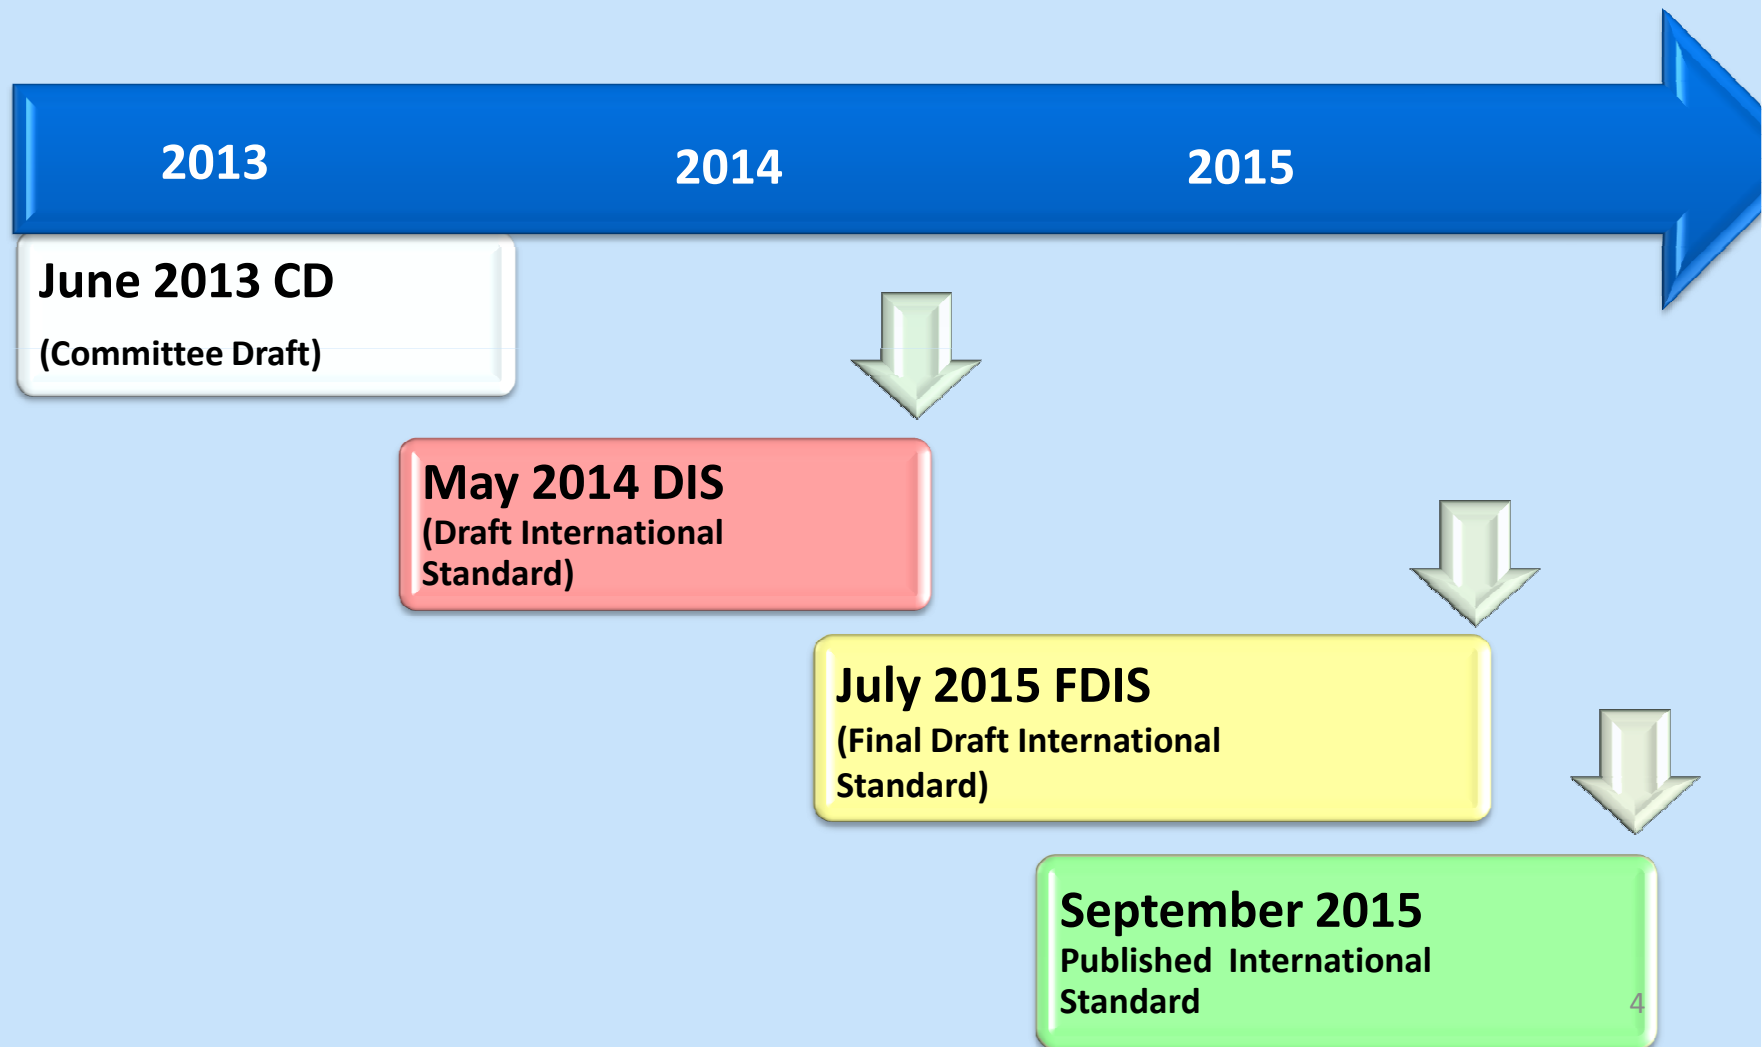 2013
2014
2015
June 2013 CD
(Committee Draft)
May 2014 DIS
(Draft International
Standard)
July 2015 FDIS
(Final Draft International
Standard)
September 2015
Published International
Standard
4